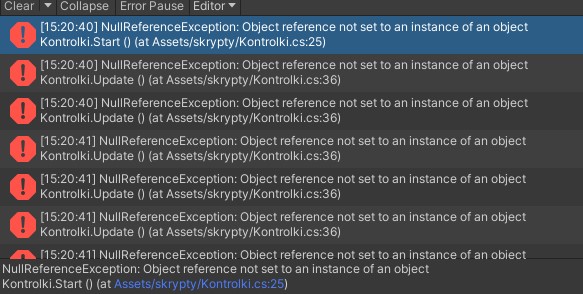 Clear Collapse Error Pause Editor
[15:20:40] NullReferenceException: Object reference not set to an instance of an object
Kontrolki.Start () (at Assets/skrypty/Kontrolki.cs:25)
[15:20:40] NullReferenceException: Object reference not set to an instance of an object
Kontrolki.Update () (at Assets/skrypty/Kontrolki.cs:36)
[15:20:40] NullReferenceException: Object reference not set to an instance of an object
Kontrolki.Update () (at Assets/skrypty/Kontrolki.cs:36)
[15:20:41] NullReferenceException: Object reference not set to an instance of an object
Kontrolki.Update () (at Assets/skrypty/Kontrolki.cs:36)
[15:20:41] NullReferenceException: Object reference not set to an instance of an object
Kontrolki.Update () (at Assets/skrypty/Kontrolki.cs:36)
[15:20:41] NullReferenceException: Object reference not set to an instance of an object
Kontrolki.Update () (at Assets/skrypty/Kontrolki.cs:36)
[15:20:41] NullReferenceException: Object reference not set to an instance of an object
NullReferenceException: Object reference not set to an instance of an object
Kontrolki.Start () (at Assets/skrypty/Kontrolki.cs:25)